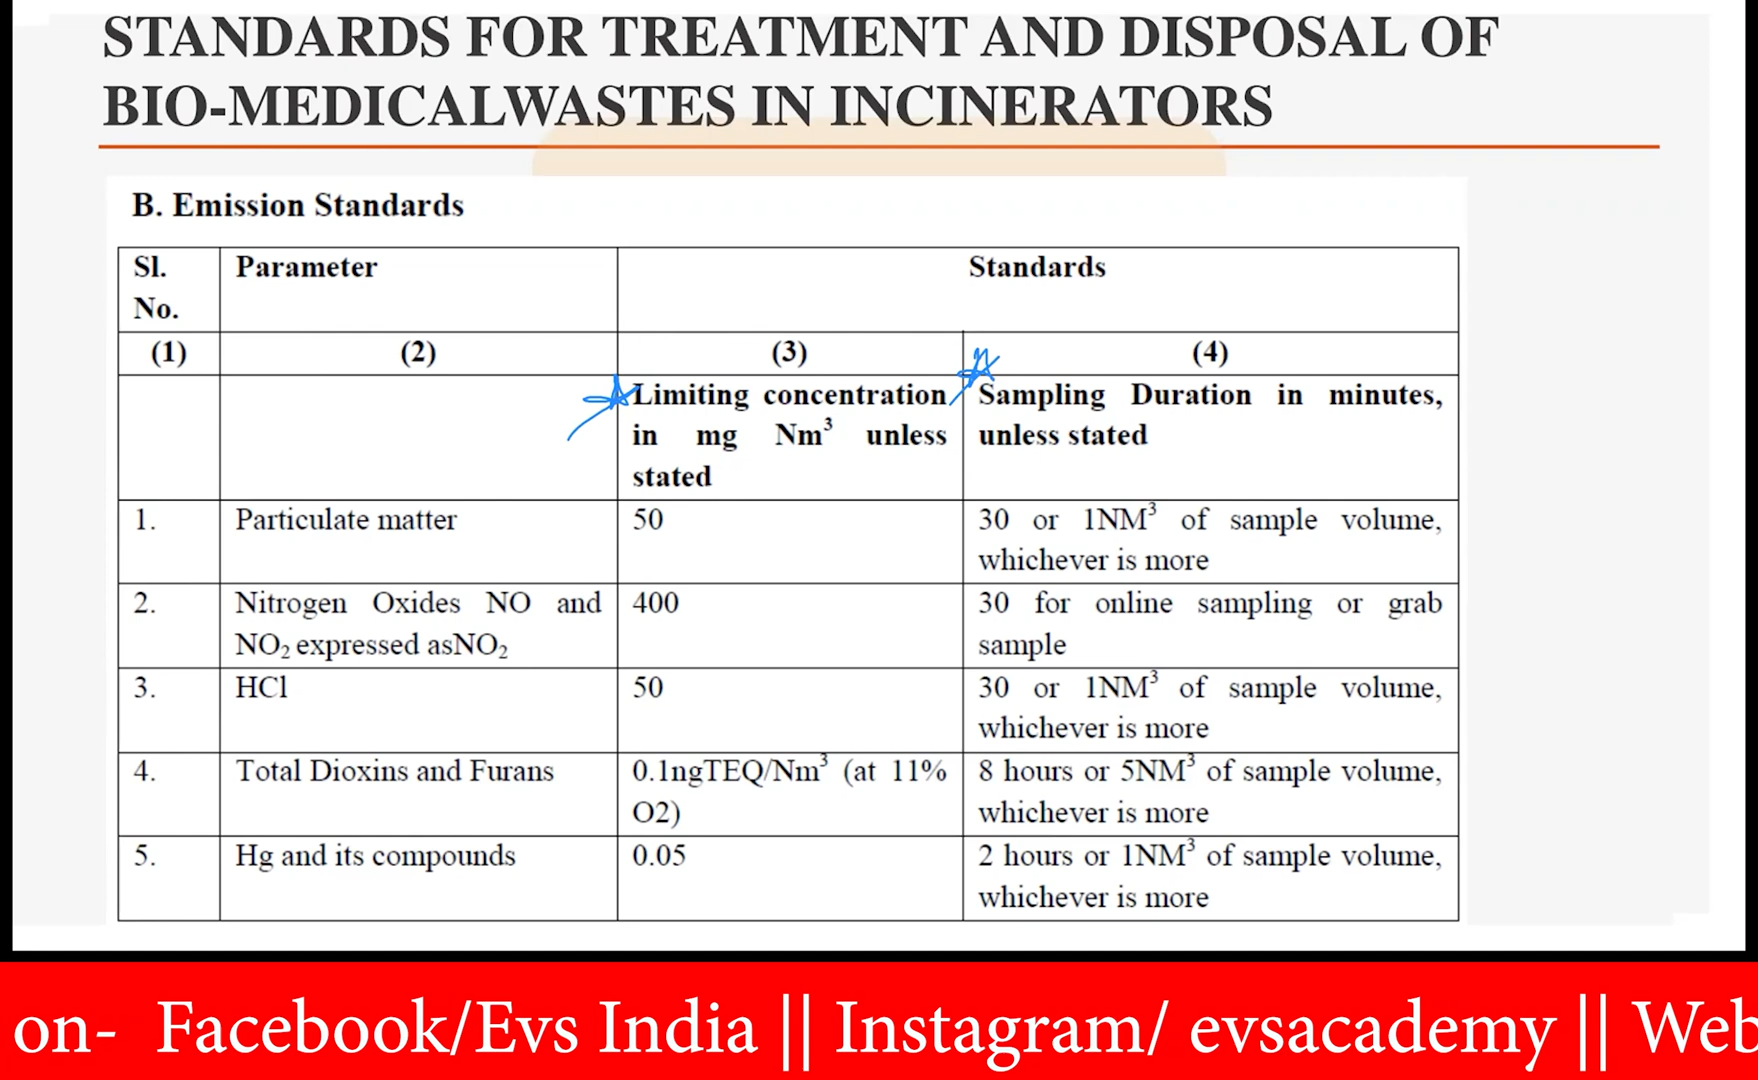 STANDARDS FOR TREATMENT AND DISPOSAL OF
BIO-MEDICALWASTES IN INCINERATORS
B. Emission Standards
Sl.
No.
Parameter
Standards
(1)
(2)
(3)
(4)
Limiting concentration
in mg Nm³ unless
stated
Sampling Duration in minutes,
unless stated
1.
Particulate matter
50
30 or 1NM³ of sample volume,
whichever is more
2.
Nitrogen Oxides NO and
NO₂ expressed asNO₂
400
30 for online sampling or grab
sample
3.
HCl
50
30 or 1NM³ of sample volume,
whichever is more
4.
Total Dioxins and Furans
0.1ngTEQ/Nm³ (at 11%
O2)
8 hours or 5NM³ of sample volume,
whichever is more
5.
Hg and its compounds
0.05
2 hours or 1NM³ of sample volume,
whichever is more
on- Facebook/Evs India || Instagram/ evsacademy || Web